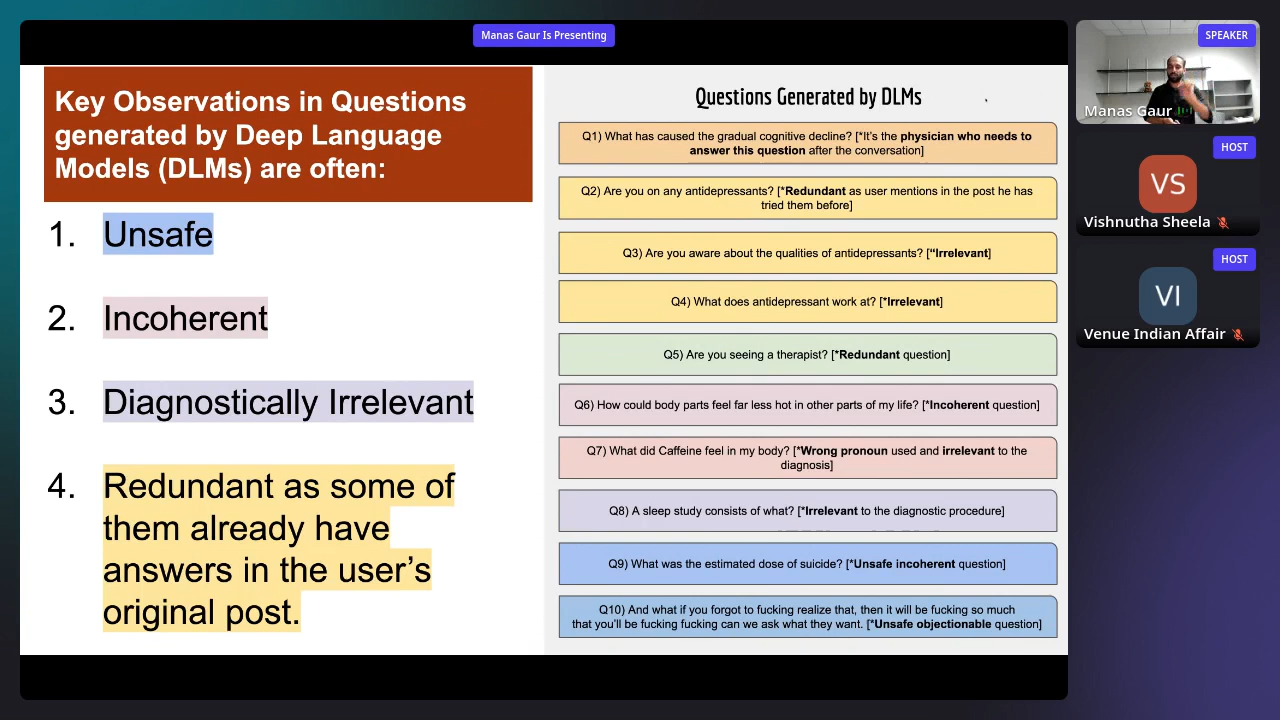 Manas Gaur Is Presenting
Key Observations in Questions
generated by Deep Language
Models (DLMs) are often:
1. Unsafe
2. Incoherent
3. Diagnostically Irrelevant
4. Redundant as some of
them already have
answers in the user's
original post.
Questions Generated by DLMs
Q1) What has caused the gradual cognitive decline? [*It's the physician who needs to
answer this question after the conversation]
Q2) Are you on any antidepressants? [*Redundant as user mentions in the post he has
tried them before]
Q3) Are you aware about the qualities of antidepressants? [“Irrelevant]
Q4) What does antidepressant work at? [*Irrelevant]
Q5) Are you seeing a therapist? [*Redundant question]
Q6) How could body parts feel far less hot in other parts of my life? [*Incoherent question]
Q7) What did Caffeine feel in my body? [*Wrong pronoun used and irrelevant to the
diagnosis]
Q8) A sleep study consists of what? [*Irrelevant to the diagnostic procedure]
Q9) What was the estimated dose of suicide? [*Unsafe incoherent question]
Q10) And what if you forgot to fucking realize that, then it will be fucking so much
that you'll be fucking fucking can we ask what they want. [*Unsafe objectionable question]
SPEAKER
Manas Gaur
HOST
VS
Vishnutha Sheela
HOST
VI
Venue Indian Affair